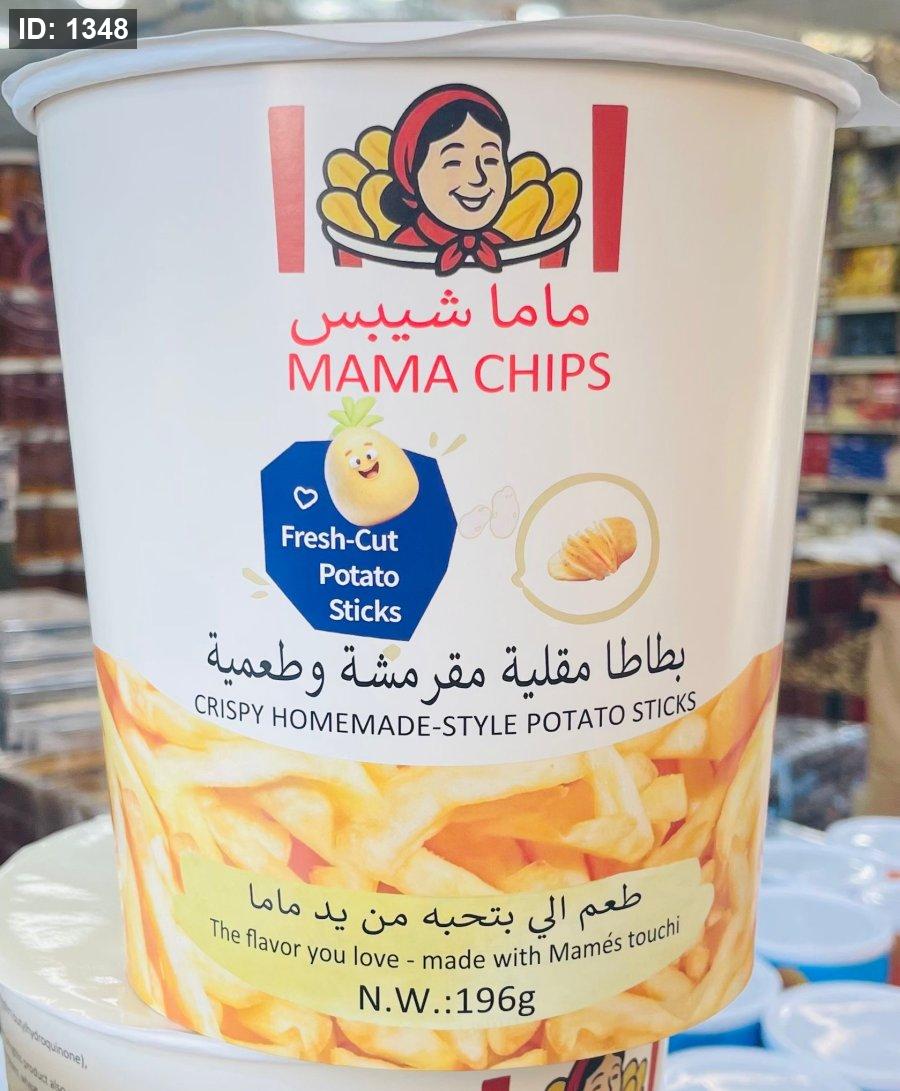 ID: 1348
ماما شيبس
MAMA CHIPS
Fresh-Cut
Potato
Sticks
بطاطا مقلية مقرمشة وطعمية
CRISPY HOMEMADE-STYLE POTATO STICKS
طعم الي بتحبه من يد ماما
The flavor you love - made with Mamés touchi
N.W.:196g